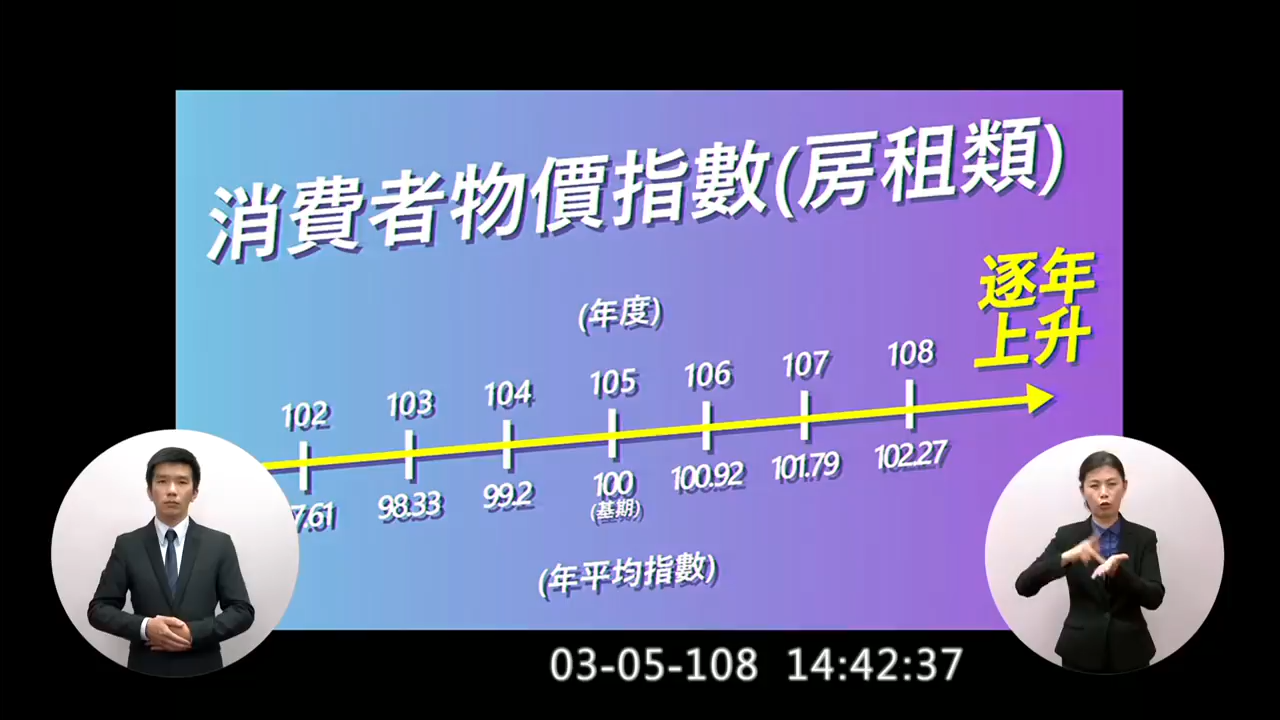 消費者物價指數(房租類)
逐年
上升
(年度)
102 103 104 105 106 107 108
7.61 98.33 99.2 100 100.92 101.79 102.27
(基期)
(年平均指數)
03-05-108 14:42:37